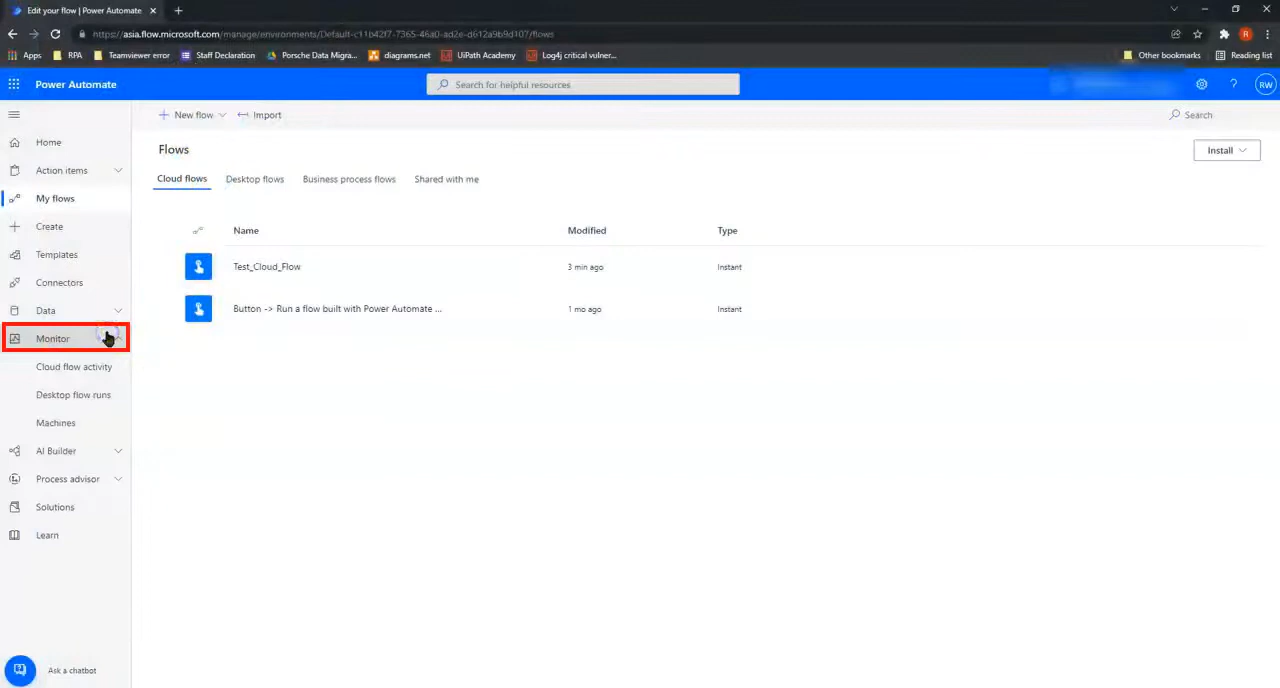 Edit your flow | Power Automate
https://asia.flow.microsoft.com/manage/environments/Default-c11b42f7-7365-46a0-ad2e-d612a9b9d107/flows
Apps RPA Teamviewer error Staff Declaration Porsche Data Migra... diagrams.net UiPath Academy Log4j critical vulner... Other bookmarks Reading list
Power Automate Search for helpful resources ? RW
New flow Import Search
Home
Action items
My flows
Create
Templates
Connectors
Data
Monitor
Cloud flow activity
Desktop flow runs
Machines
AI Builder
Process advisor
Solutions
Learn
Ask a chatbot
Flows Install
Cloud flows Desktop flows Business process flows Shared with me
Name Modified Type
Test_Cloud_Flow 3 min ago Instant
Button -> Run a flow built with Power Automate ... 1 mo ago Instant